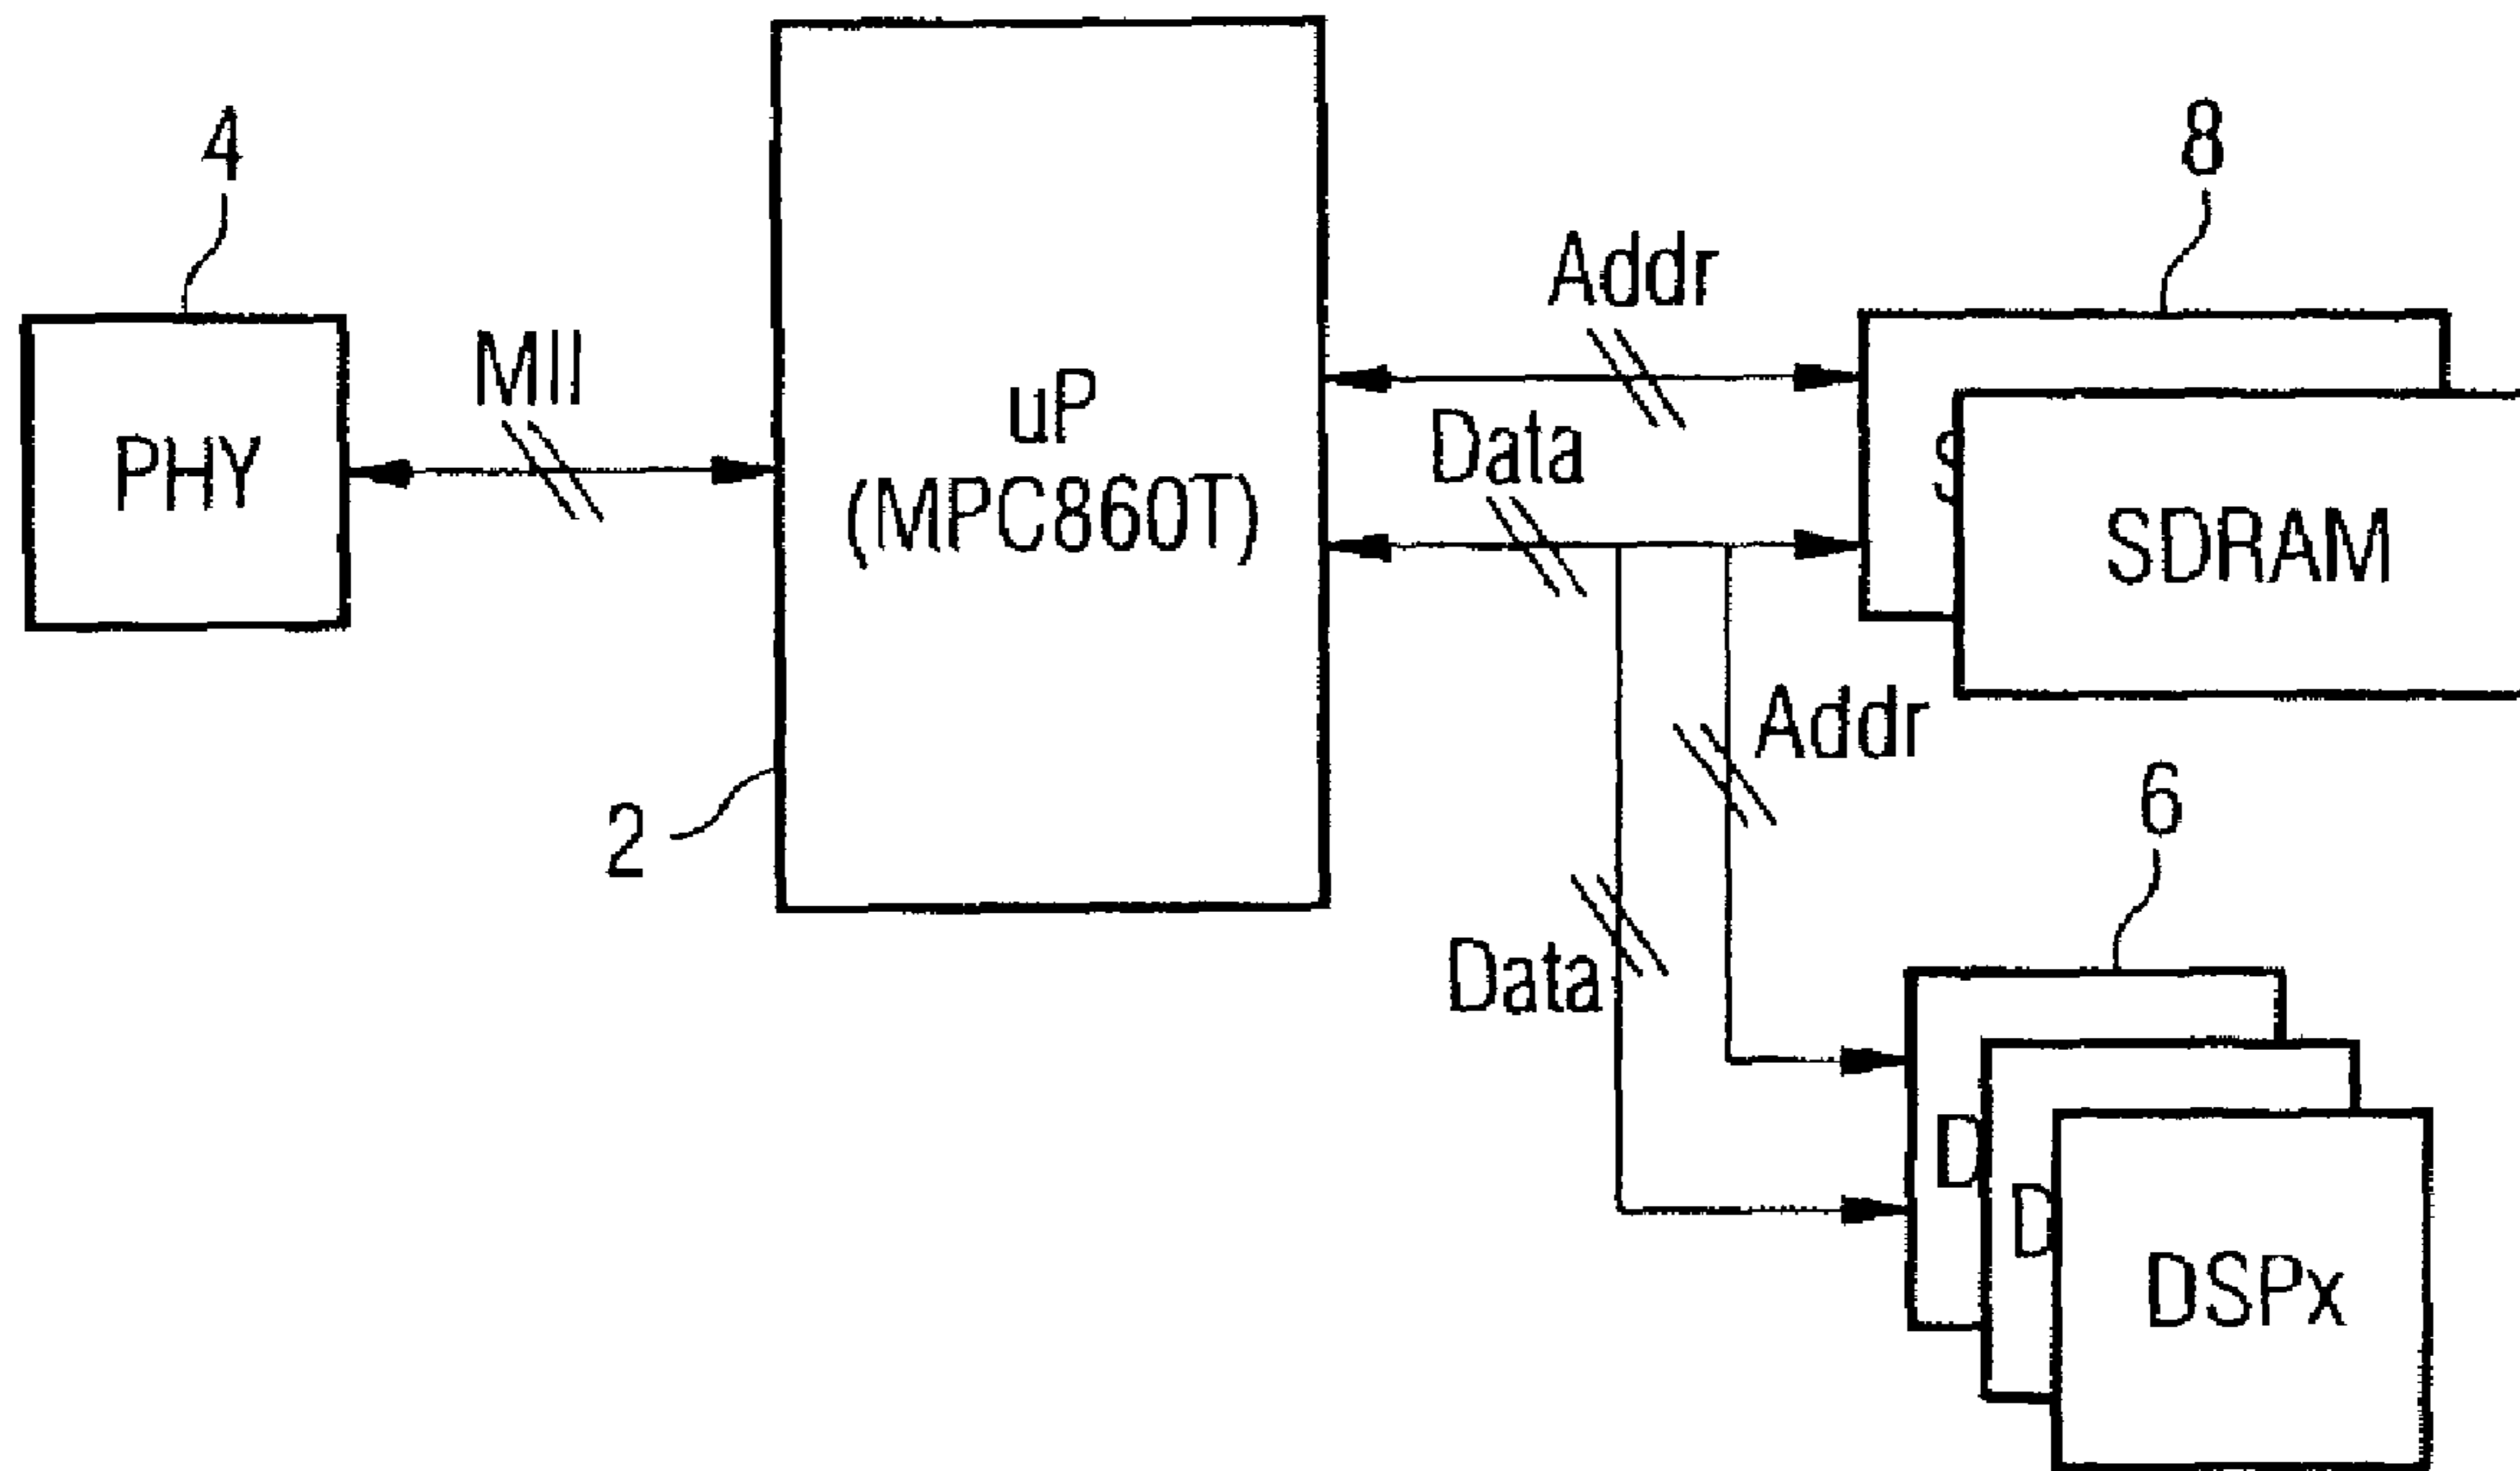 4
8
Addr
MII
uP
(MPC860T)
Data
PHY
S
SDRAM
Addr
2
6
Data
D
D
DSPx